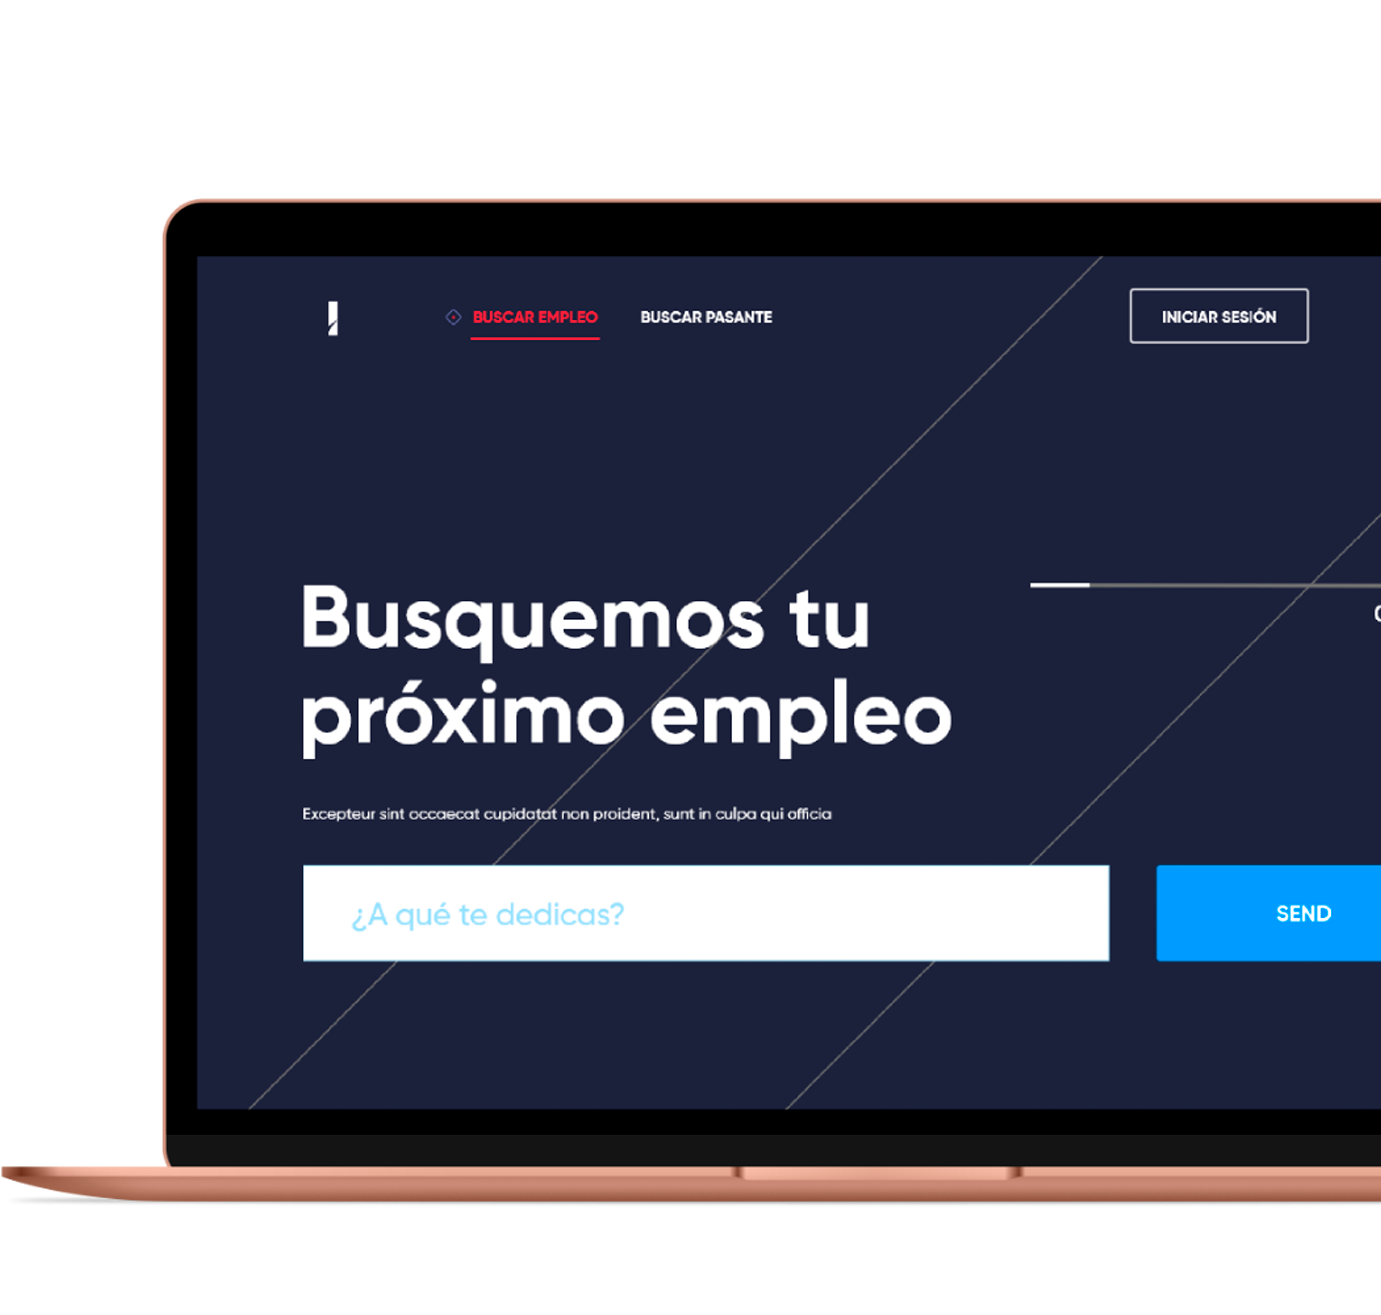 BUSCAR EMPLEO
BUSCAR PASANTE
INICIAR SESIÓN
Busquemos tu
próximo empleo
Excepteur sint occaecat cupidatat non proident, sunt in culpa qui officia
¿A qué te dedicas?
SEND